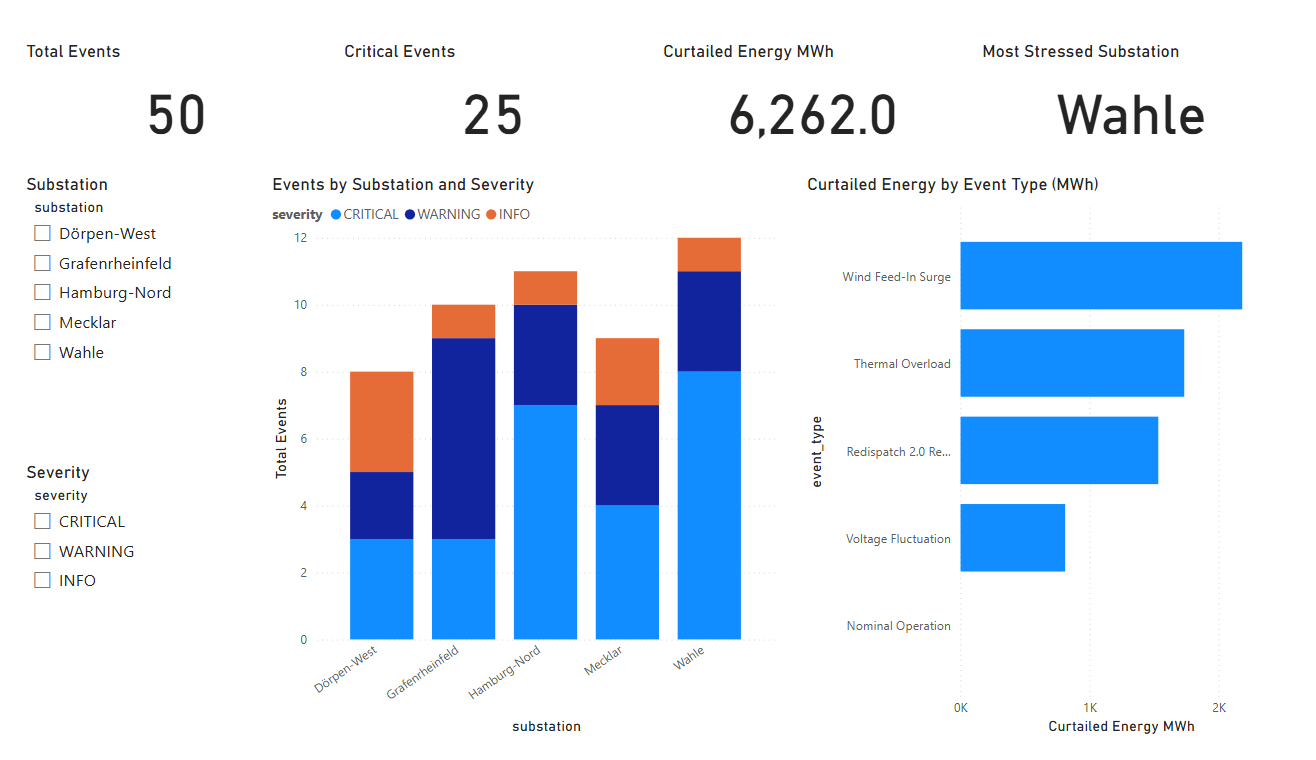 Total Events
Critical Events
Curtailed Energy MWh
Most Stressed Substation
50
25
6,262.0
Wahle
Substation
substation
Dörpen-West
Grafenrheinfeld
Hamburg-Nord
Mecklar
Wahle
Severity
severity
CRITICAL
WARNING
INFO
Events by Substation and Severity
severity CRITICAL WARNING INFO
Total Events
12
10
8
6
4
2
0
Dörpen-West
Grafenrheinfeld
Hamburg-Nord
Mecklar
Wahle
substation
Curtailed Energy by Event Type (MWh)
event_type
Wind Feed-In Surge
Thermal Overload
Redispatch 2.0 Re...
Voltage Fluctuation
Nominal Operation
0K
1K
2K
Curtailed Energy MWh